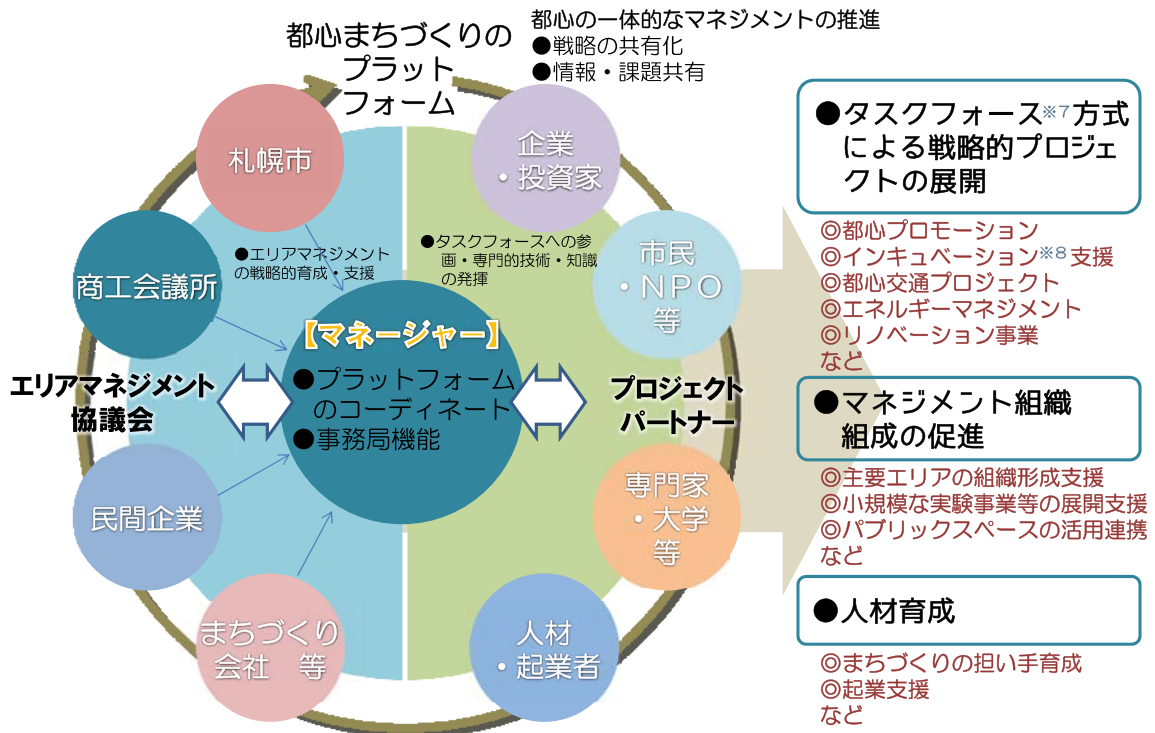 都心まちづくりの
プラット
フォーム
都心の一体的なマネジメントの推進
●戦略の共有化
●情報・課題共有
札幌市
商工会議所
●エリアマネジメント
の戦略的育成・支援
エリアマネジメント
協議会
民間企業
まちづくり
会社　等
【マネージャー】
●プラットフォーム
のコーディネート
●事務局機能
企業
・投資家
●タスクフォースへの参
画・専門的技術・知識
の発揮
市民
・ＮＰＯ
等
プロジェクト
パートナー
専門家
・大学
等
人材
・起業者
●タスクフォース※7方式
による戦略的プロジェ
クトの展開
◎都心プロモーション
◎インキュベーション※8支援
◎都心交通プロジェクト
◎エネルギーマネジメント
◎リノベーション事業
など
●マネジメント組織
組成の促進
◎主要エリアの組織形成支援
◎小規模な実験事業等の展開支援
◎パブリックスペースの活用連携
など
●人材育成
◎まちづくりの担い手育成
◎起業支援
など